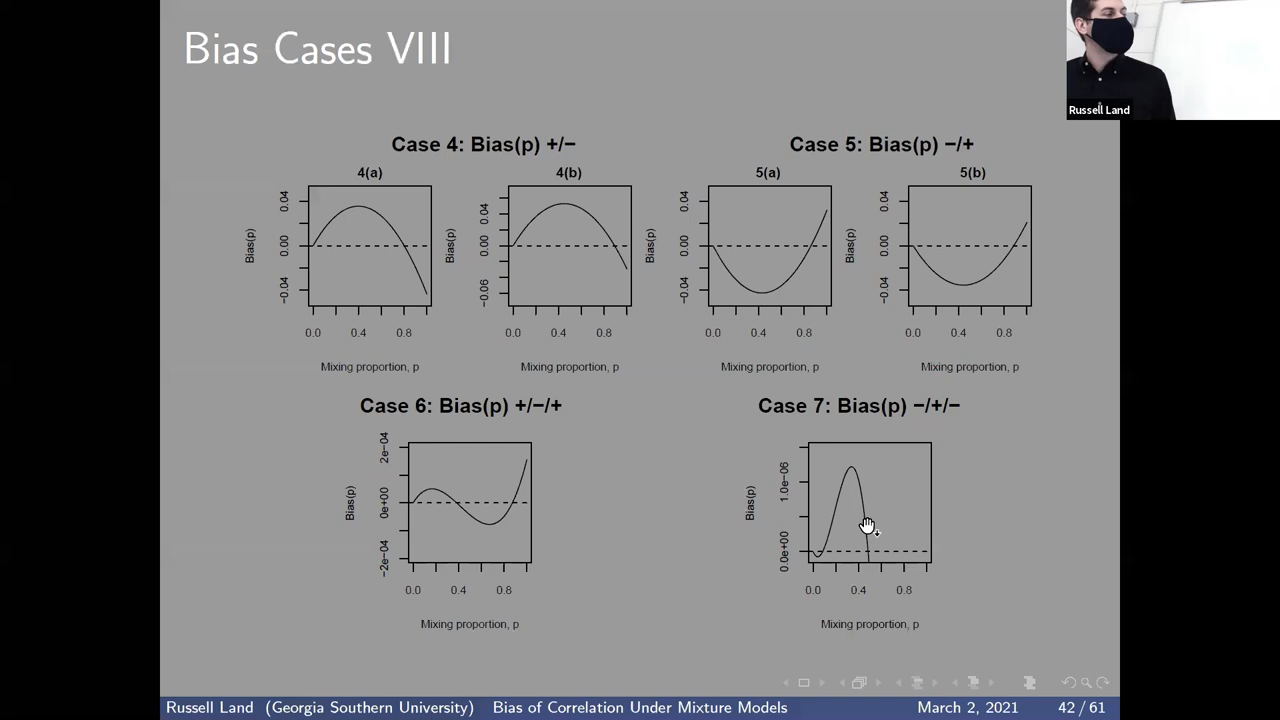 Bias Cases VIII
Russell Land
Case 4: Bias(p) +/−
Case 5: Bias(p) −/+
4(a)
4(b)
5(a)
5(b)
Bias(p)
0.04
0.00
−0.04
0.0 0.4 0.8
Mixing proportion, p
Bias(p)
0.04
0.00
−0.06
0.0 0.4 0.8
Mixing proportion, p
Bias(p)
0.04
0.00
−0.04
0.0 0.4 0.8
Mixing proportion, p
Bias(p)
0.04
0.00
−0.04
0.0 0.4 0.8
Mixing proportion, p
Case 6: Bias(p) +/−/+
Case 7: Bias(p) −/+/−
Bias(p)
2e−04
0e+00
−2e−04
0.0 0.4 0.8
Mixing proportion, p
Bias(p)
1.0e−06
0.0e+00
0.0 0.4 0.8
Mixing proportion, p
Russell Land (Georgia Southern University) Bias of Correlation Under Mixture Models March 2, 2021 42 / 61